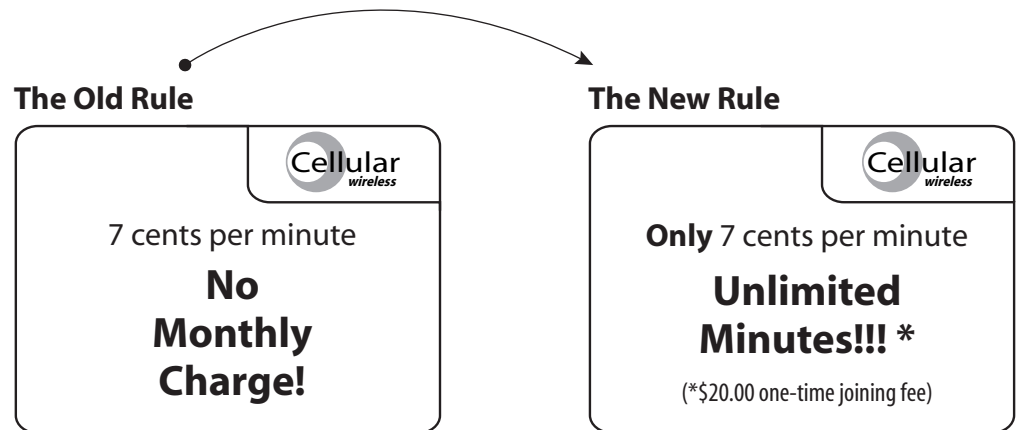 The Old Rule
Cellular
wireless
7 cents per minute
No
Monthly
Charge!
The New Rule
Cellular
wireless
Only 7 cents per minute
Unlimited
Minutes!!! *
(*$20.00 one-time joining fee)